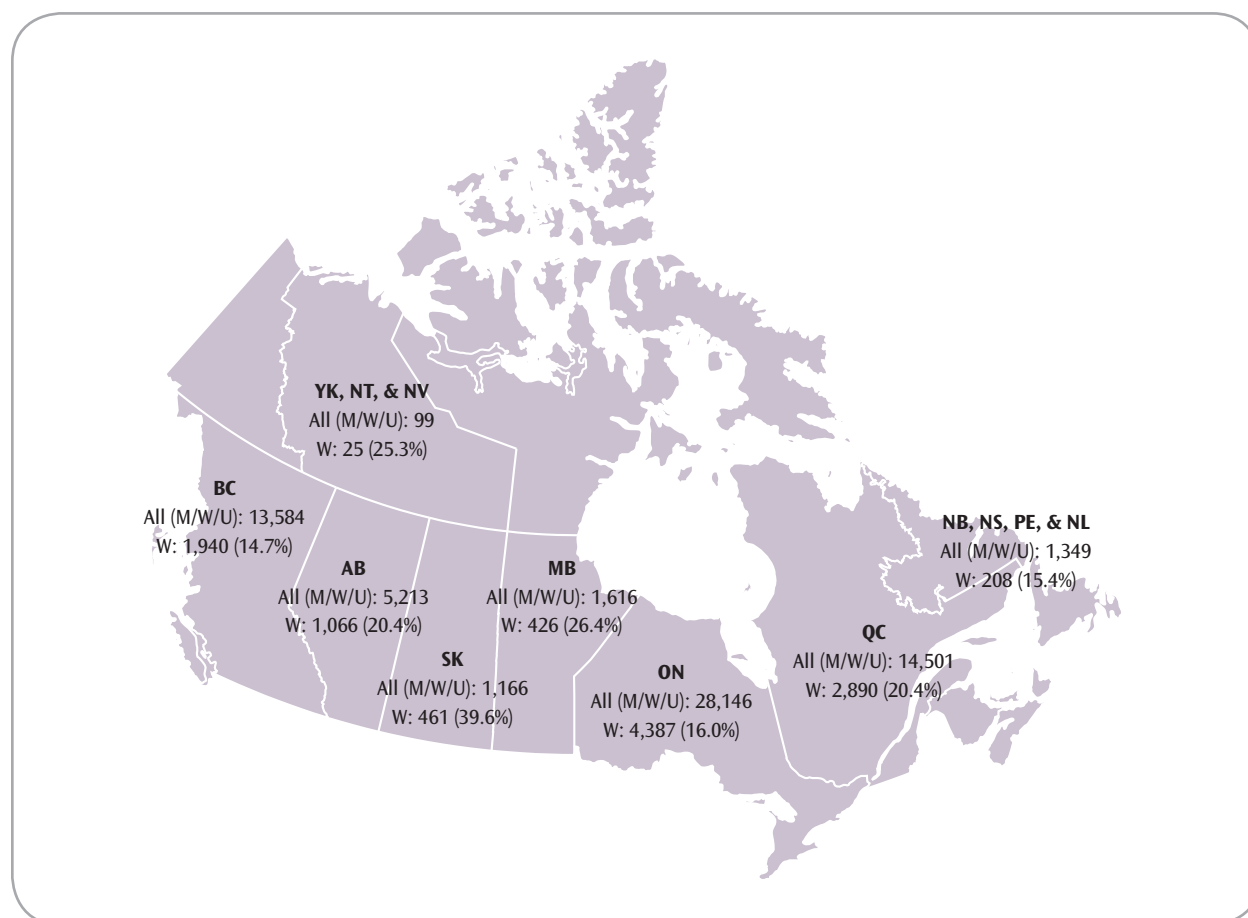 YK, NT, & NV
All (M/W/U): 99
W: 25 (25.3%)
BC
All (M/W/U): 13,584
W: 1,940 (14.7%)
AB
All (M/W/U): 5,213
W: 1,066 (20.4%)
SK
All (M/W/U): 1,166
W: 461 (39.6%)
MB
All (M/W/U): 1,616
W: 426 (26.4%)
ON
All (M/W/U): 28,146
W: 4,387 (16.0%)
QC
All (M/W/U): 14,501
W: 2,890 (20.4%)
NB, NS, PE, & NL
All (M/W/U): 1,349
W: 208 (15.4%)